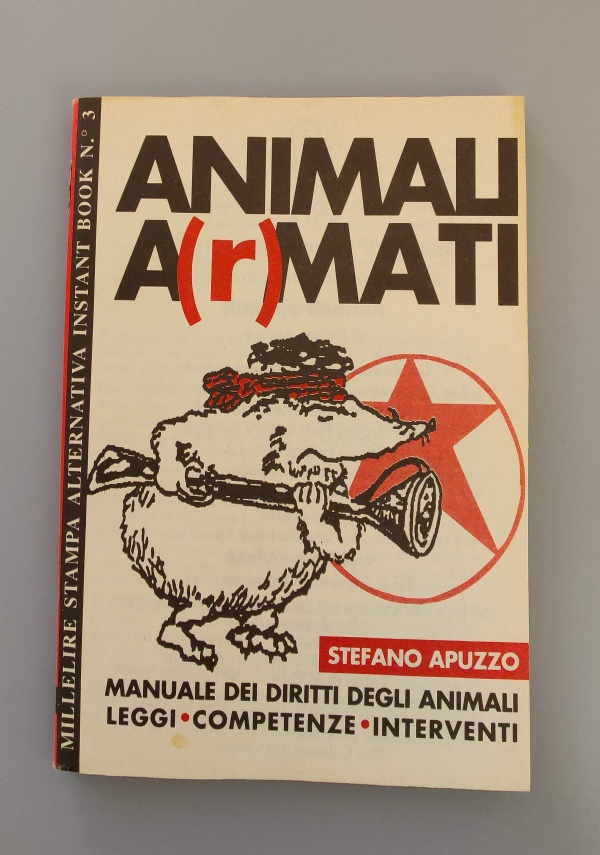 MILLELIRE STAMPA ALTERNATIVA INSTANT BOOK N.° 3
ANIMALI
A(r)MATI
STEFANO APUZZO
MANUALE DEI DIRITTI DEGLI ANIMALI
LEGGI • COMPETENZE • INTERVENTI